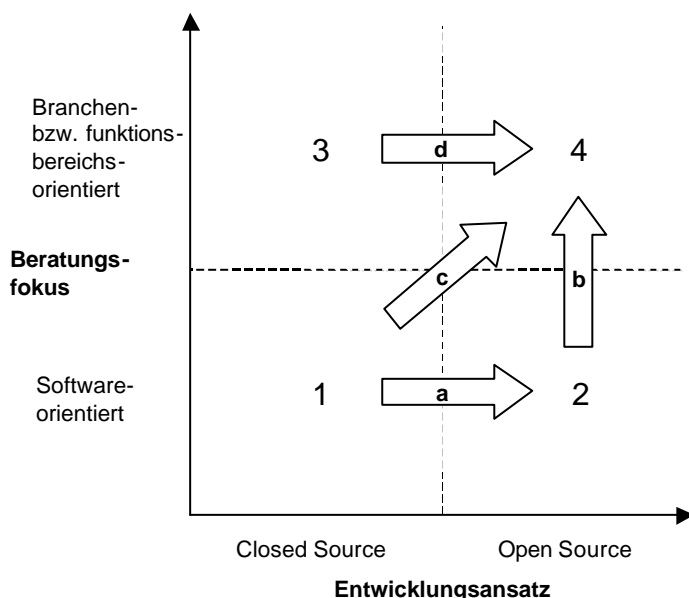 Branchen-
bzw. funktions-
bereichs-
orientiert
3
d
4
Beratungs-
fokus
c
b
Software-
orientiert
1
a
2
Closed Source
Open Source
Entwicklungsansatz